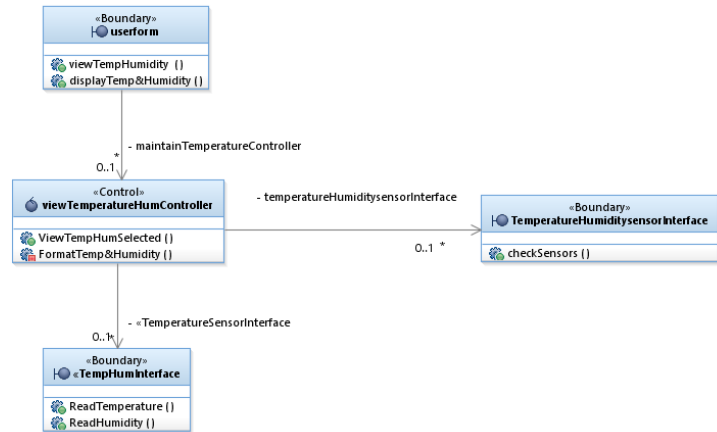 «Boundary»
userform
viewTempHumidity ()
displayTemp&Humidity ()
- maintainTemperatureController
*
0..1
«Control»
viewTemperatureHumController
ViewTempHumSelected ()
FormatTemp&Humidity ()
- temperatureHumiditysensorInterface
0..1 *
«Boundary»
TemperatureHumiditysensorInterface
checkSensors ()
- «TemperatureSensorInterface
0..1*
«Boundary»
«TempHumInterface
ReadTemperature ()
ReadHumidity ()